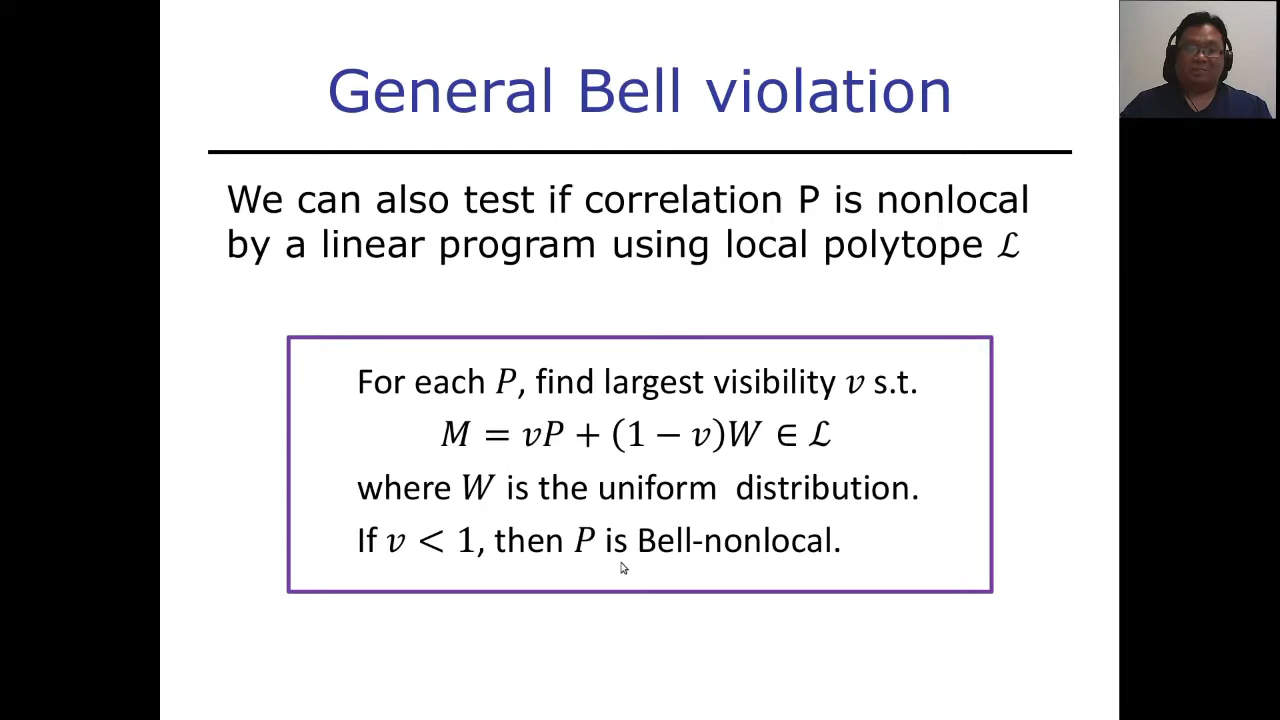 General Bell violation
We can also test if correlation P is nonlocal
by a linear program using local polytope ℒ
For each 𝑃, find largest visibility 𝑣 s.t.
𝑀 = 𝑣𝑃 + (1 − 𝑣)𝑊 ∈ ℒ
where 𝑊 is the uniform distribution.
If 𝑣 < 1, then 𝑃 is Bell-nonlocal.